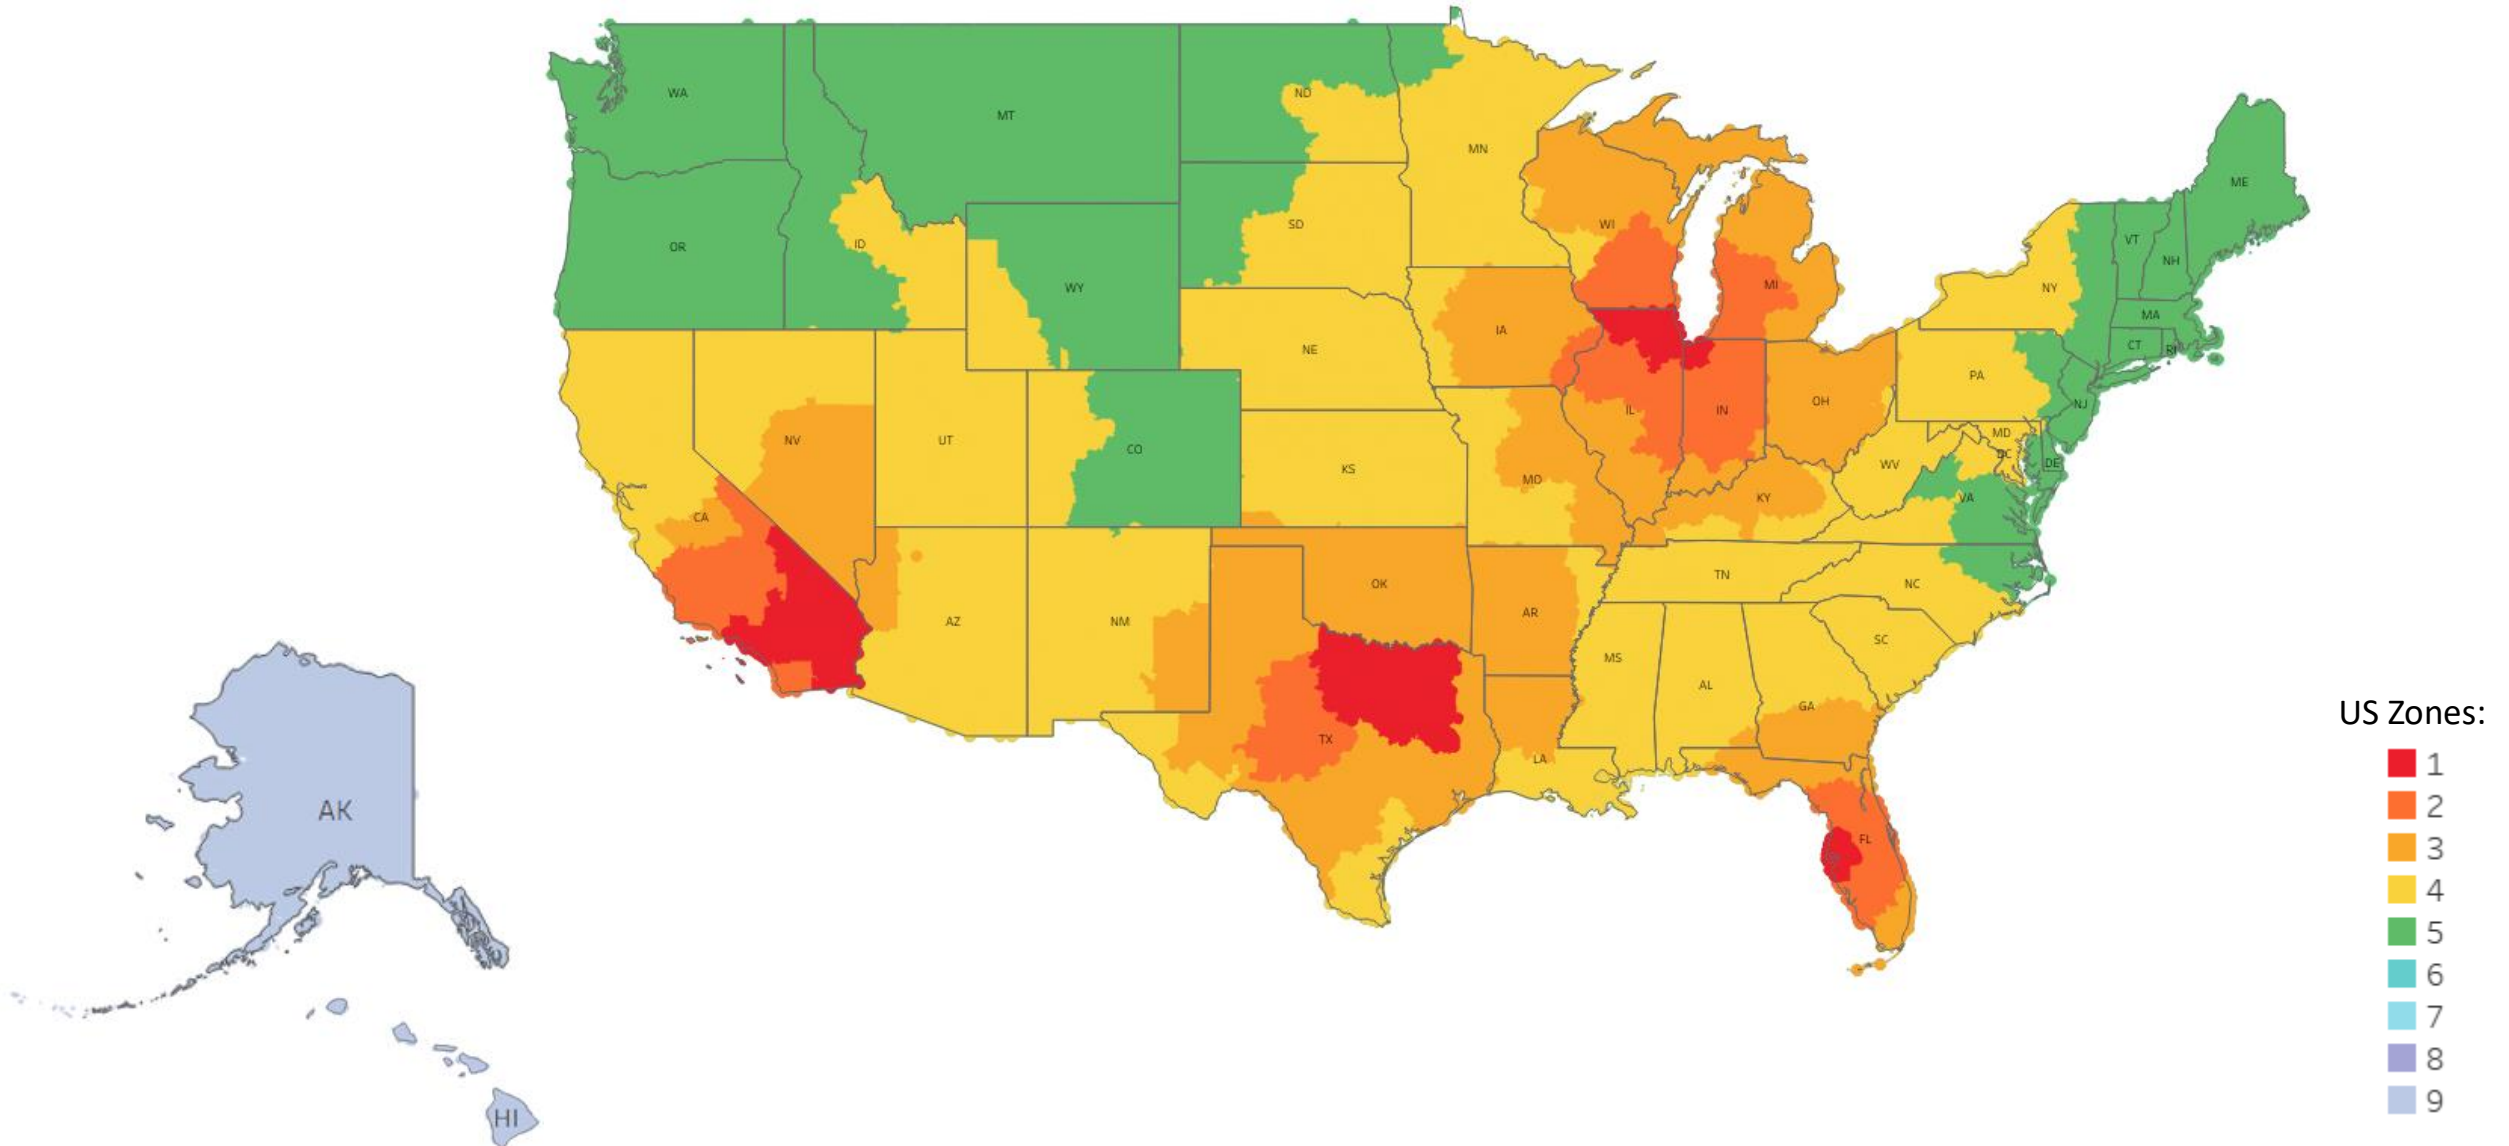 WA
MT
ND
MN
ME
OR
ID
SD
WI
VT
NH
WY
MI
NY
MA
IA
CT
RI
NE
PA
NV
UT
CO
IL
IN
OH
NJ
KS
MO
KY
WV
MD
DC
DE
VA
CA
OK
TN
NC
AZ
NM
AR
SC
MS
AL
GA
TX
LA
FL
AK
HI
US Zones:
1
2
3
4
5
6
7
8
9